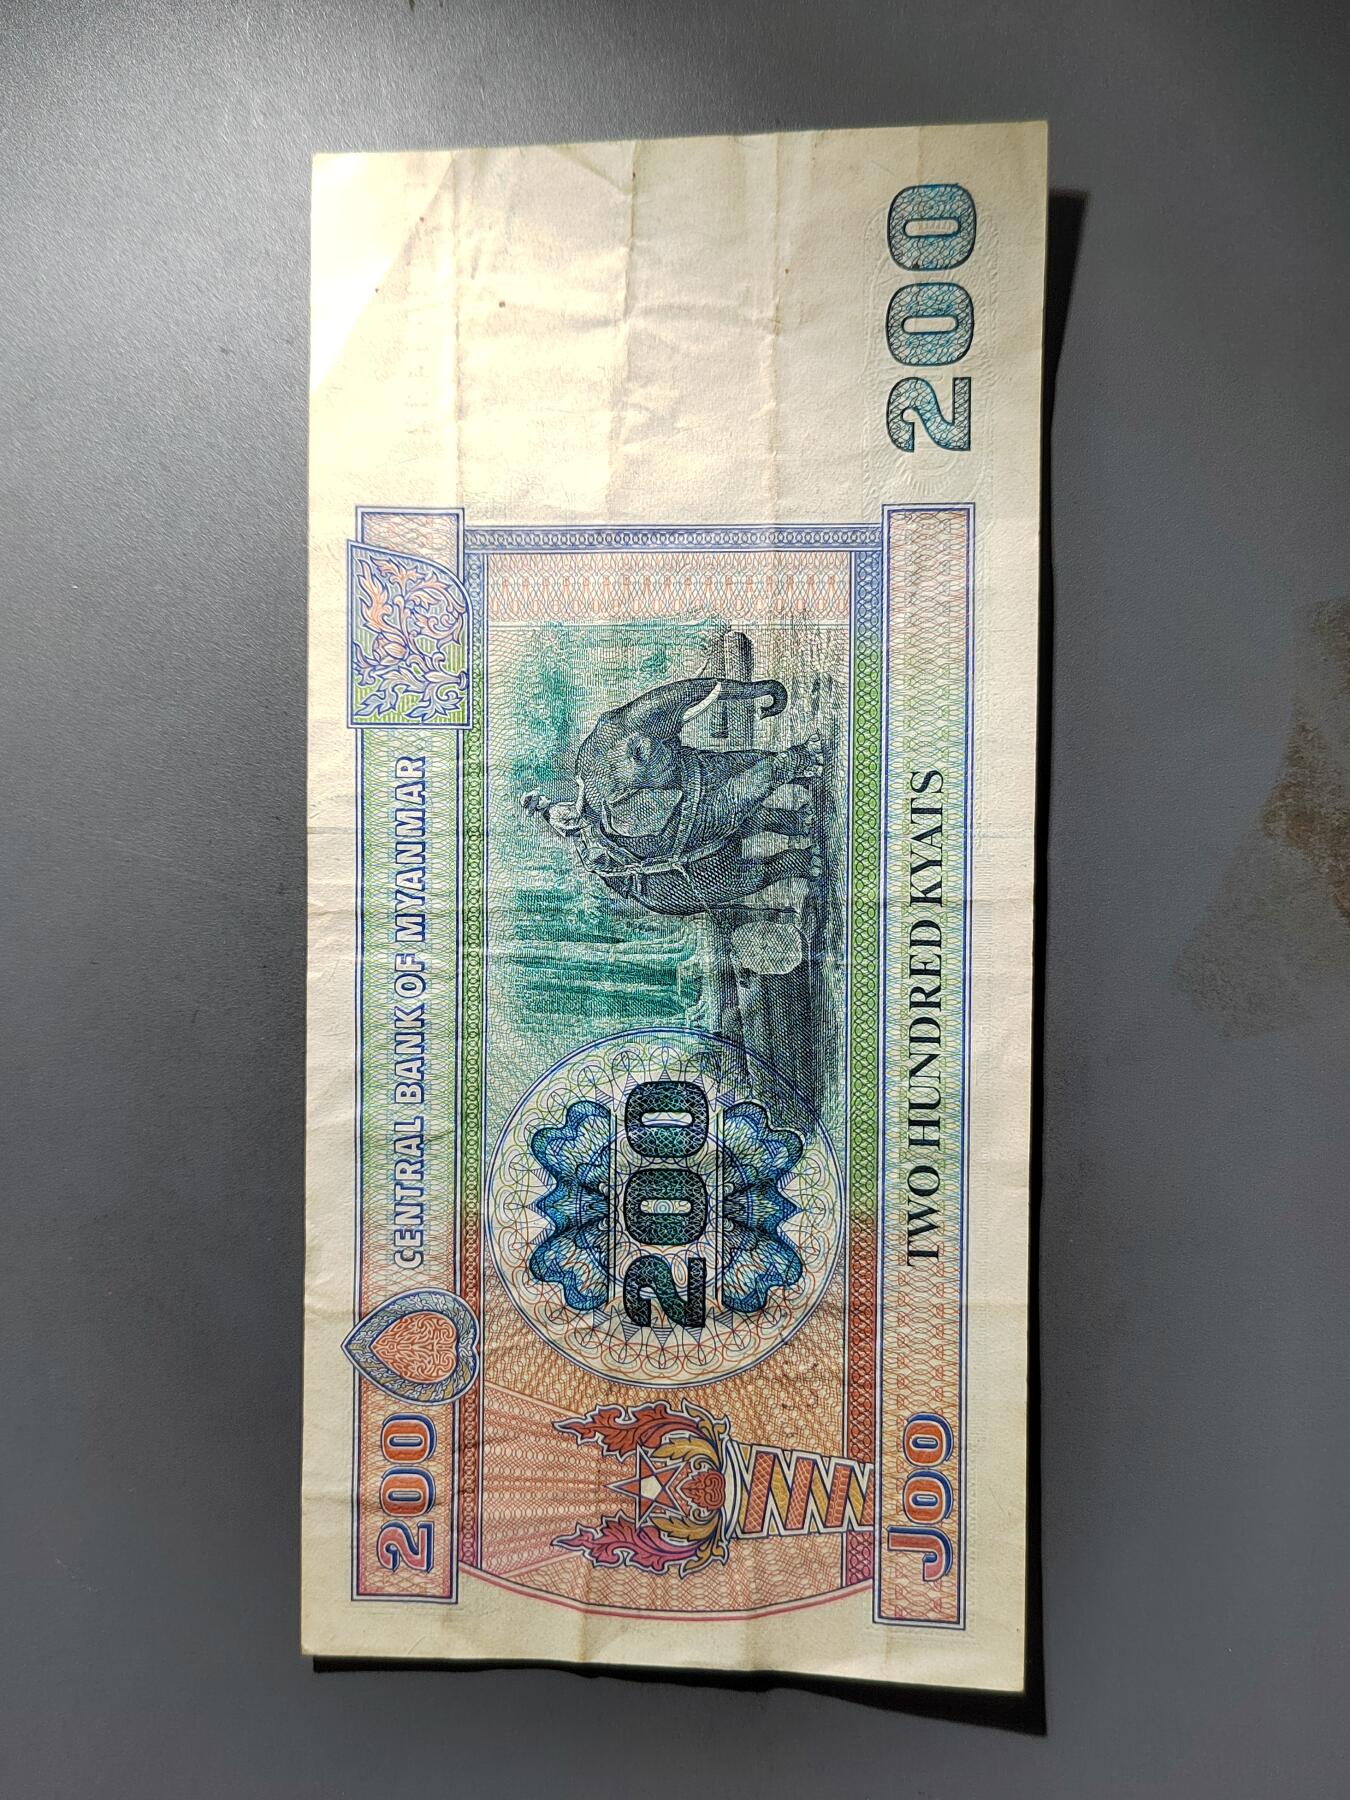 200
CENTRAL BANK OF MYANMAR
200
၂၀၀
TWO HUNDRED KYATS
200